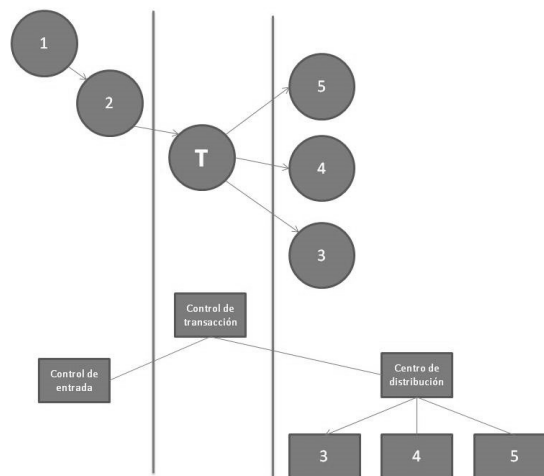 1
2
T
5
4
3
Control de
transacción
Control de
entrada
Centro de
distribución
3
4
5